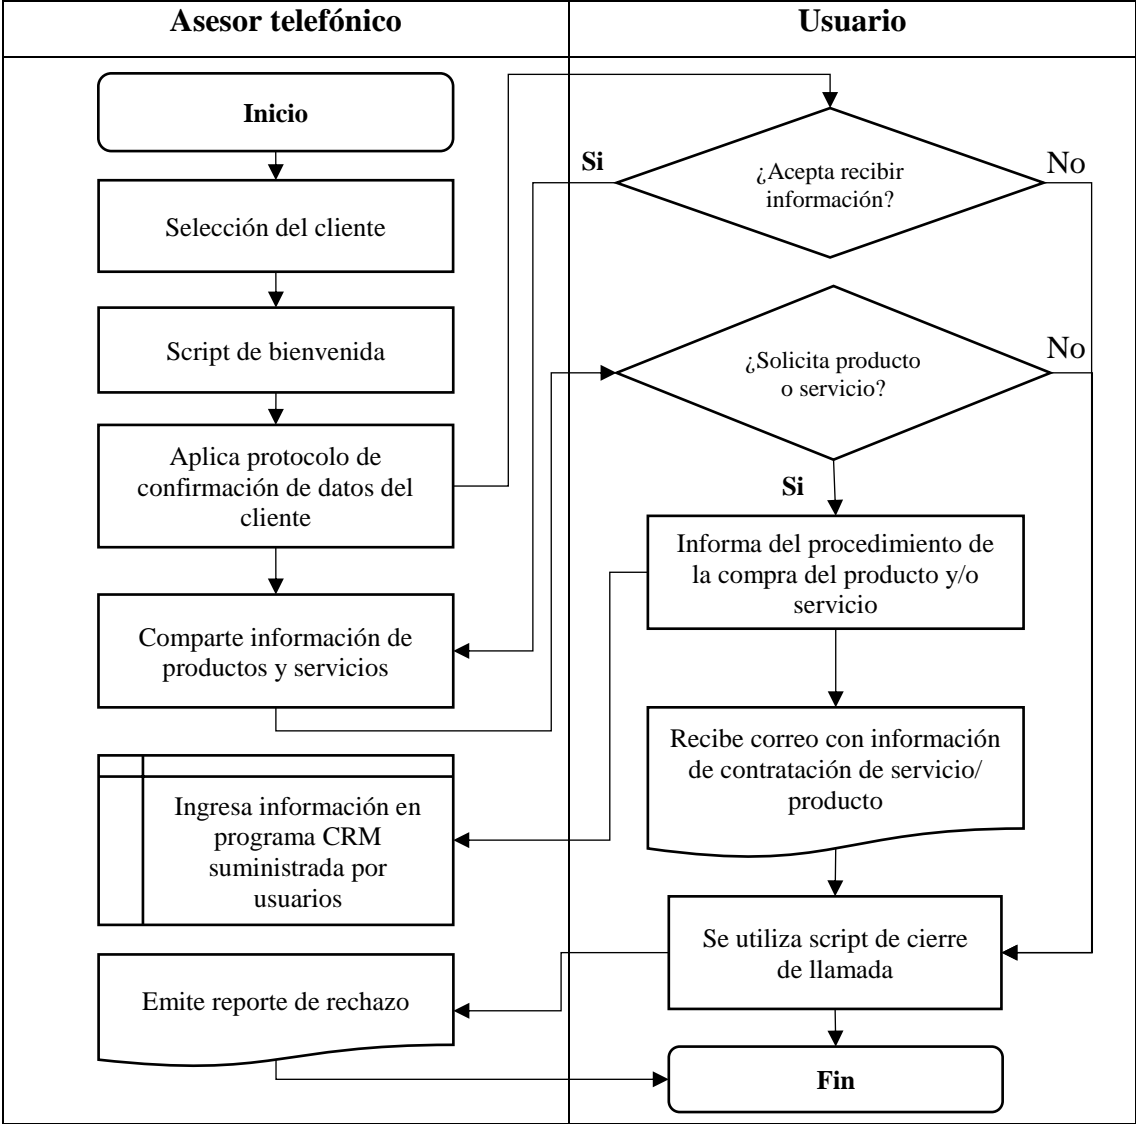 Asesor telefónico
Usuario
Inicio
Selección del cliente
Script de bienvenida
Aplica protocolo de
confirmación de datos del
cliente
Comparte información de
productos y servicios
Ingresa información en
programa CRM
suministrada por
usuarios
Emite reporte de rechazo
¿Acepta recibir
información?
Si
No
¿Solicita producto
o servicio?
No
Si
Informa del procedimiento de
la compra del producto y/o
servicio
Recibe correo con información
de contratación de servicio/
producto
Se utiliza script de cierre
de llamada
Fin